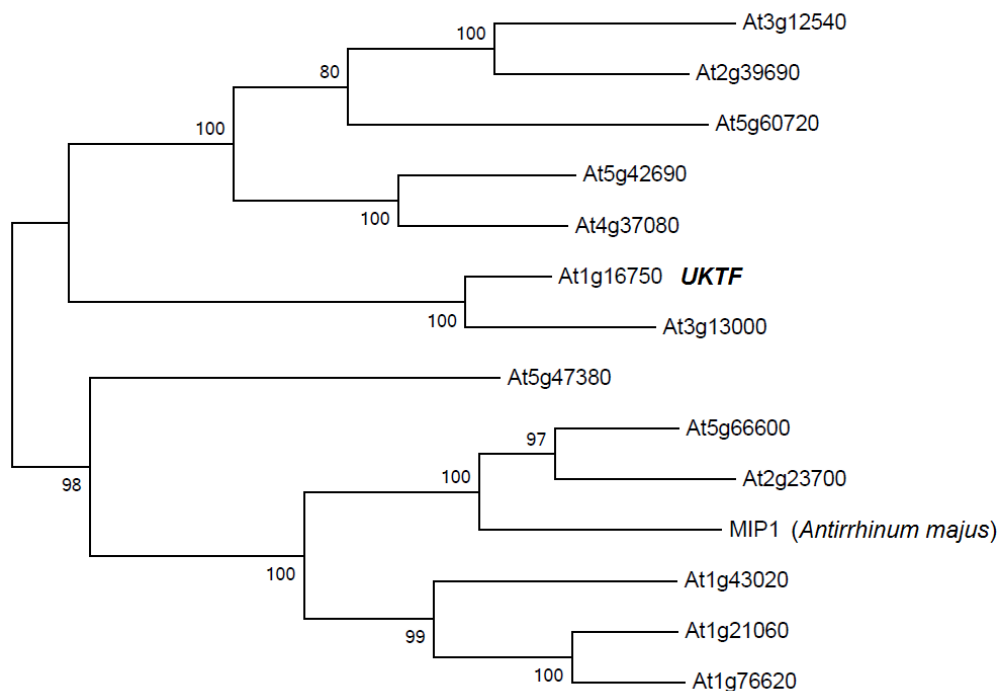 At3g12540
100
At2g39690
80
At5g60720
100
At5g42690
100
At4g37080
At1g16750 UKTF
100
At3g13000
At5g47380
98
At5g66600
97
100
At2g23700
MIP1 (Antirrhinum majus)
100
At1g43020
99
At1g21060
100
At1g76620